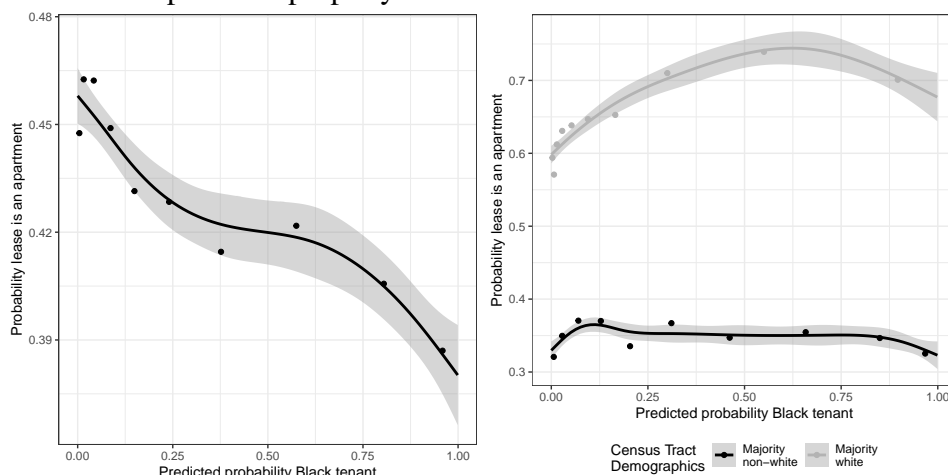 0.48
0.45
0.42
0.39
Probability lease is an apartment
0.00 0.25 0.50 0.75 1.00
Predicted probability Black tenant
0.7
0.6
0.5
0.4
0.3
Probability lease is an apartment
0.00 0.25 0.50 0.75 1.00
Predicted probability Black tenant
Census Tract
Demographics
Majority
non−white
Majority
white